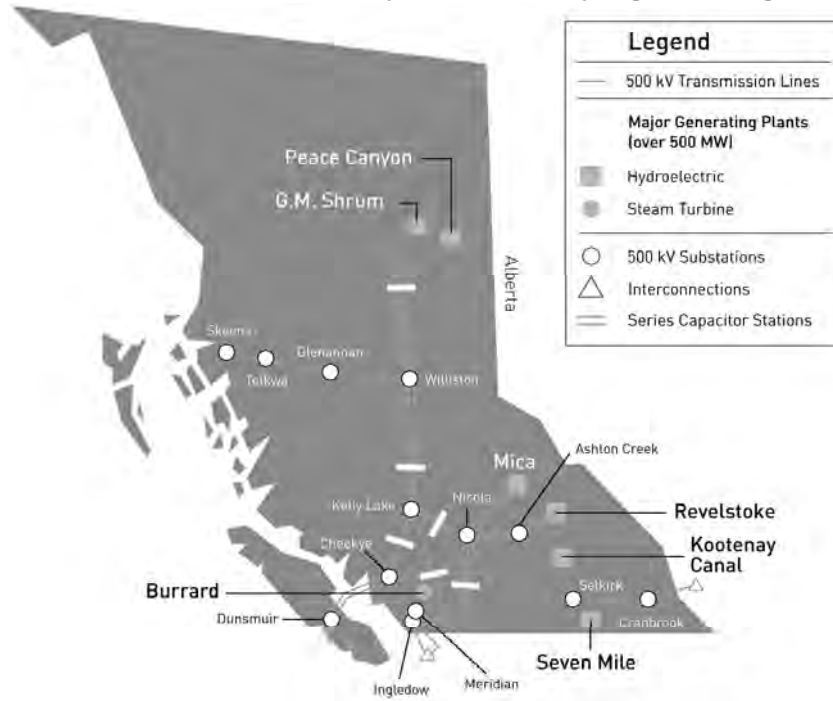 Legend
500 kV Transmission Lines
Major Generating Plants
(over 500 MW)
Hydroelectric
Steam Turbine
500 kV Substations
Interconnections
Series Capacitor Stations
Peace Canyon
G.M. Shrum
Alberta
Skeena
Telkwa
Glenannan
Williston
Mica
Ashton Creek
Kelly Lake
Nicola
Revelstoke
Cheekye
Kootenay
Canal
Burrard
Selkirk
Dunsmuir
Cranbrook
Seven Mile
Meridian
Ingledow